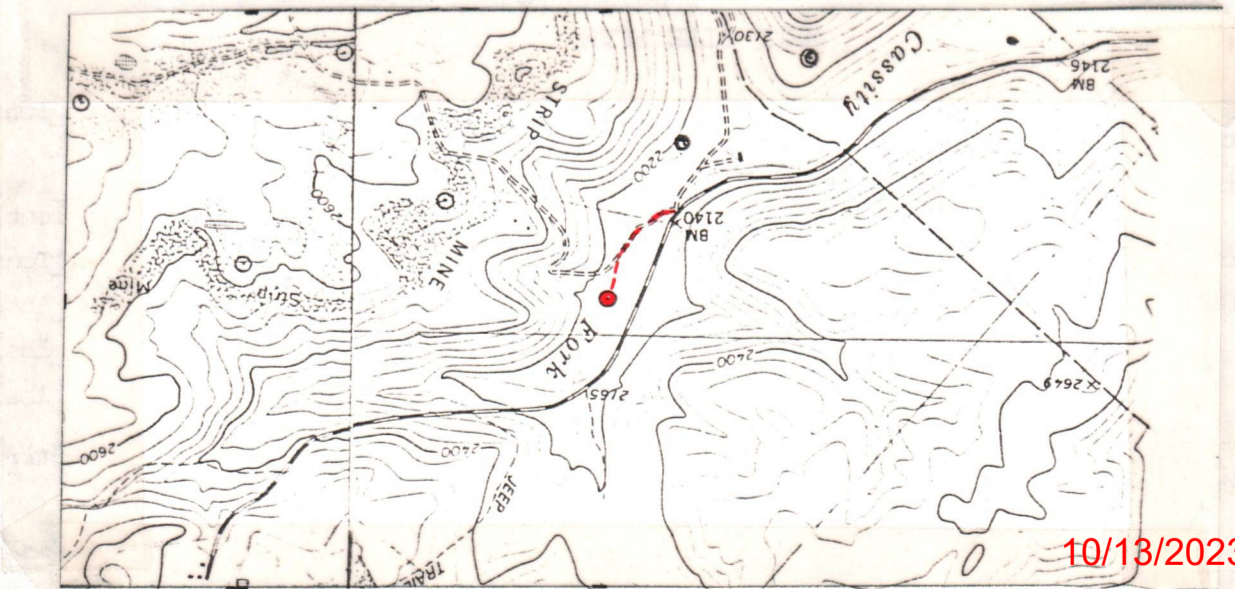 2130
Cassity
2146
BM
STRIP
2200
2600
2140
BM
MINE
Mine
Strip
Fork
2400
2649
2165
2400
2600
JEEP
TRAIL
10/13/2023